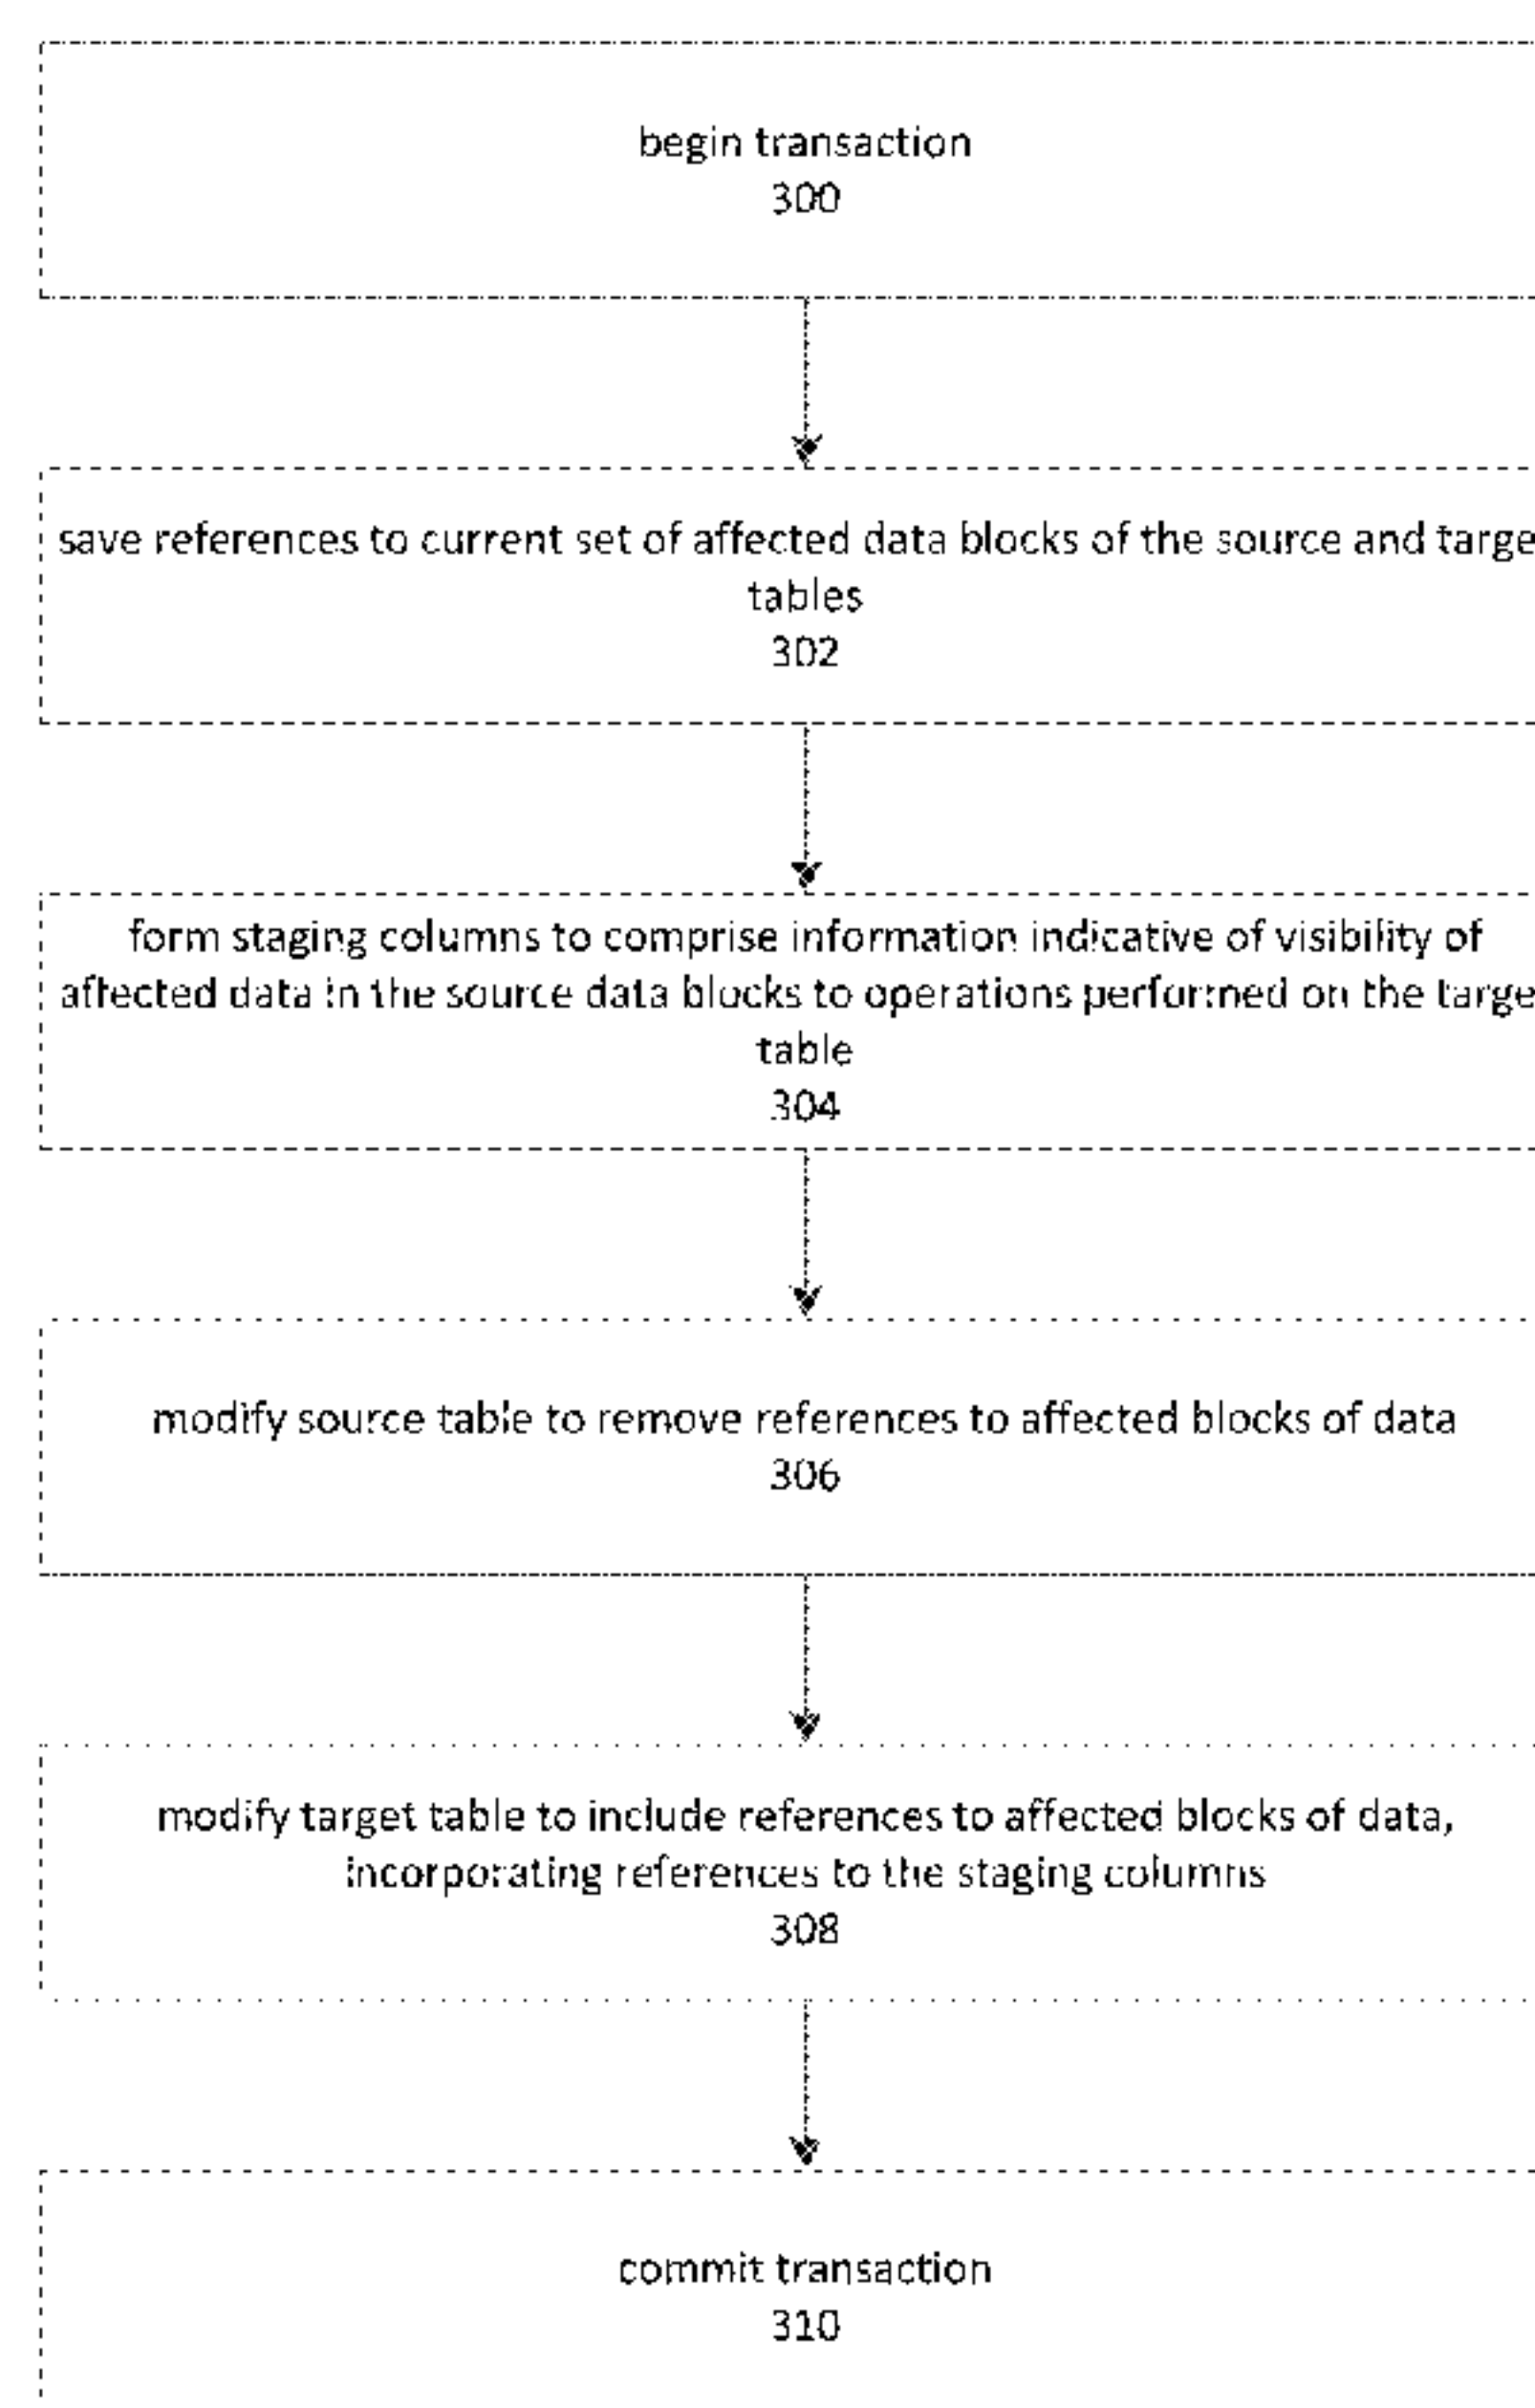 begin transaction
300
save references to current set of affected data blocks of the source and targe
tables
302
form staging columns to comprise information indicative of visibility of
affected data in the source data blocks to operations performed on the targe
table
304
modify source table to remove references to affected blocks of data
306
modify target table to include references to affected blocks of data,
incorporating references to the staging columns
308
commit transaction
310